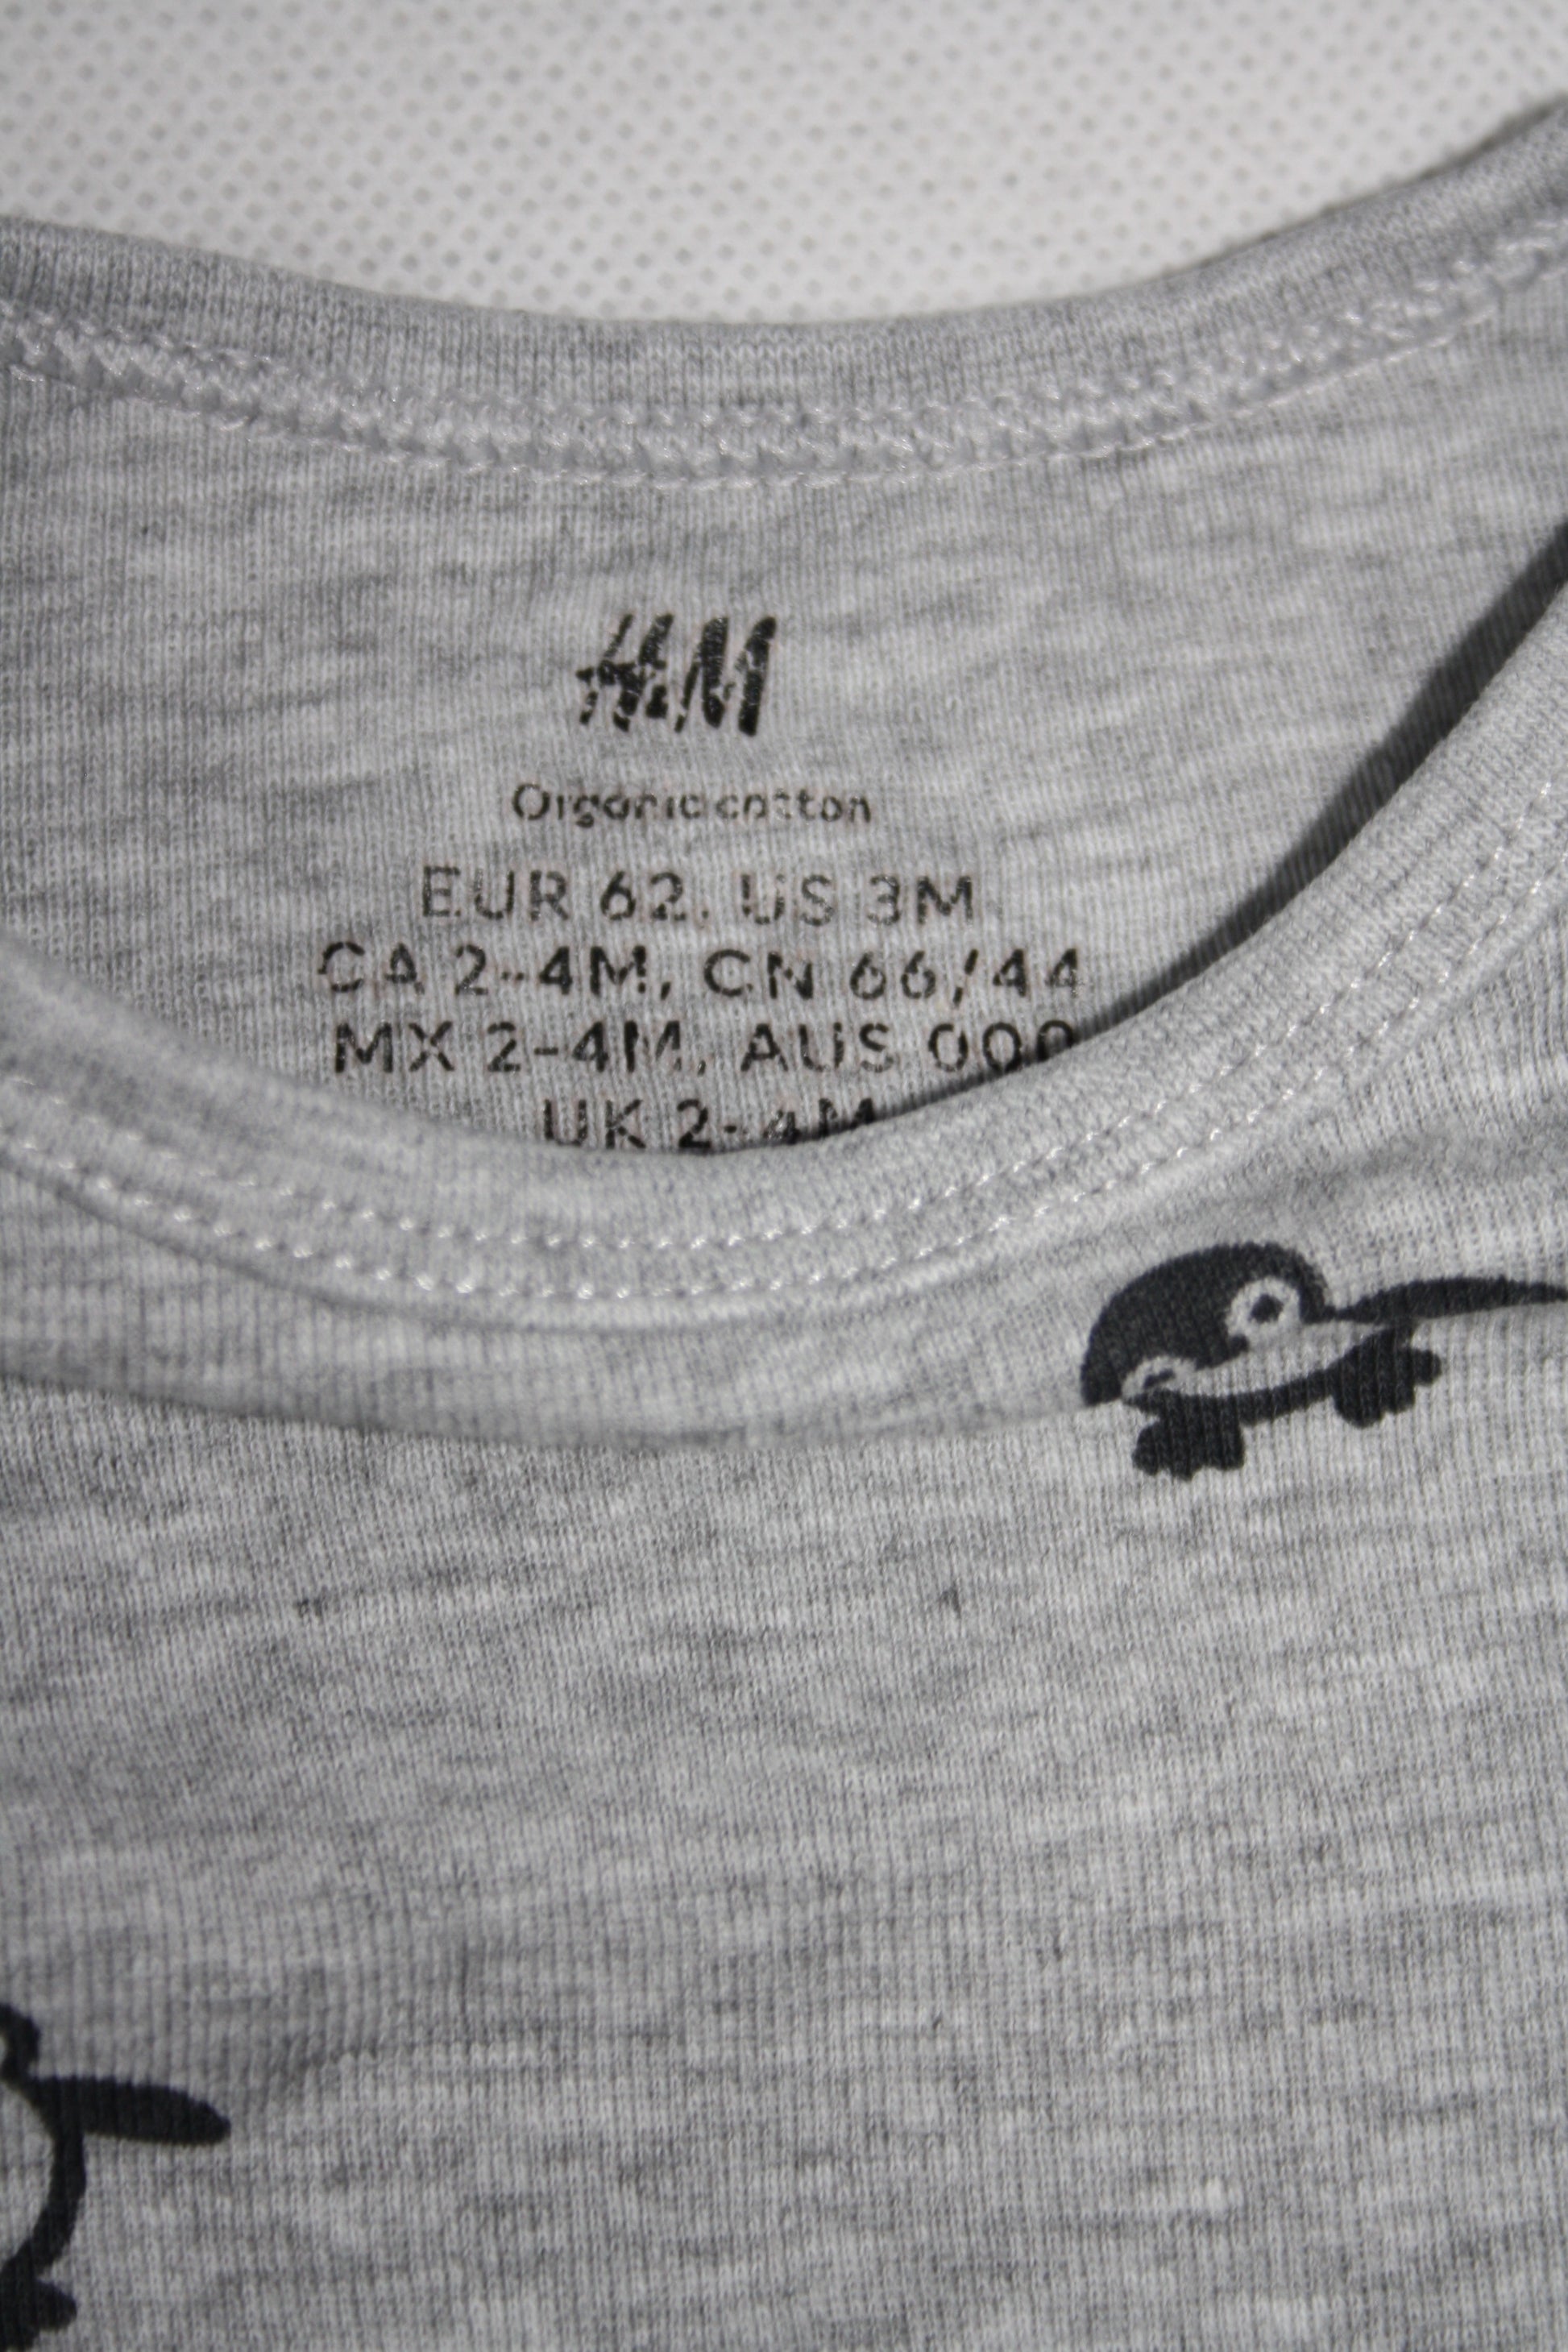 H&M
Organic cotton
EUR 62, US 3M
CA 2-4M, CN 66/44
MX 2-4M, AUS 000
UK 2-4M